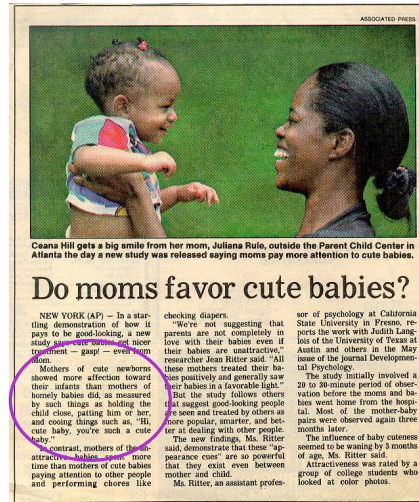 ASSOCIATED PRESS
Ceana Hill gets a big smile from her mom, Juliana Rule, outside the Parent Child Center in
Atlanta the day a new study was released saying moms pay more attention to cute babies.
Do moms favor cute babies?
NEW YORK (AP) — In a star-
tling demonstration of how it
pays to be good-looking, a new
study says cute babies get nicer
treatment — gasp! — even from
mom.
Mothers of cute newborns
showed more affection toward
their infants than mothers of
homely babies did, as measured
by such things as holding the
child close, patting him or her,
and cooing things such as, "Hi,
cute baby, you're such a cute
baby."
In contrast, mothers of the un-
attractive babies spent more
time than mothers of cute babies
paying attention to other people
and performing chores like
checking diapers.
"We're not suggesting that
parents are not completely in
love with their babies even if
their babies are unattractive,"
researcher Jean Ritter said. "All
these mothers treated their ba-
bies positively and generally saw
their babies in a favorable light."
But the study follows others
that suggest good-looking people
are seen and treated by others as
more popular, smarter, and bet-
ter at dealing with other people.
The new findings, Ms. Ritter
said, demonstrate that these "ap-
pearance cues" are so powerful
that they exist even between
mother and child.
Ms. Ritter, an assistant profes-
sor of psychology at California
State University in Fresno, re-
ports the work with Judith Lang-
lois of the University of Texas at
Austin and others in the May
issue of the journal Developmen-
tal Psychology.
The study initially involved a
20 to 30-minute period of obser-
vation before the moms and ba-
bies went home from the hospi-
tal. Most of the mother-baby
pairs were observed again three
months later.
The influence of baby cuteness
seemed to be waning by 3 months
of age, Ms. Ritter said.
Attractiveness was rated by a
group of college students who
looked at color photos.